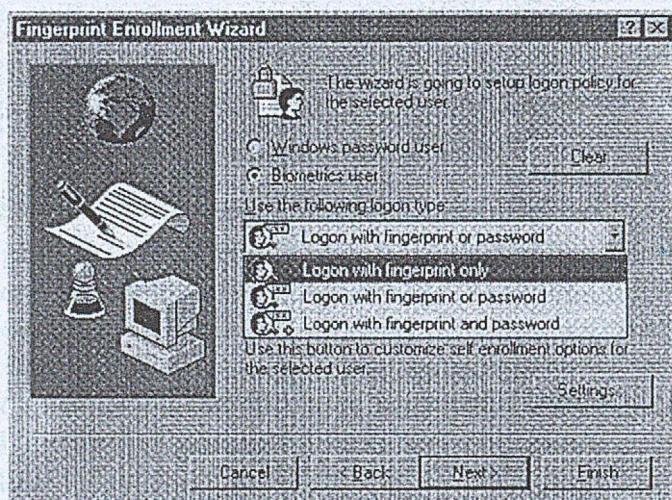 Fingerprint Enrollment Wizard
The wizard is going to setup logon policy for
the selected user.
Windows password user
Clear
Biometrics user
Use the following logon type
Logon with fingerprint or password
Logon with fingerprint only
Logon with fingerprint or password
Logon with fingerprint and password
Use this button to customize self enrollment options for
the selected user.
Settings...
Cancel
< Back
Next >
Finish